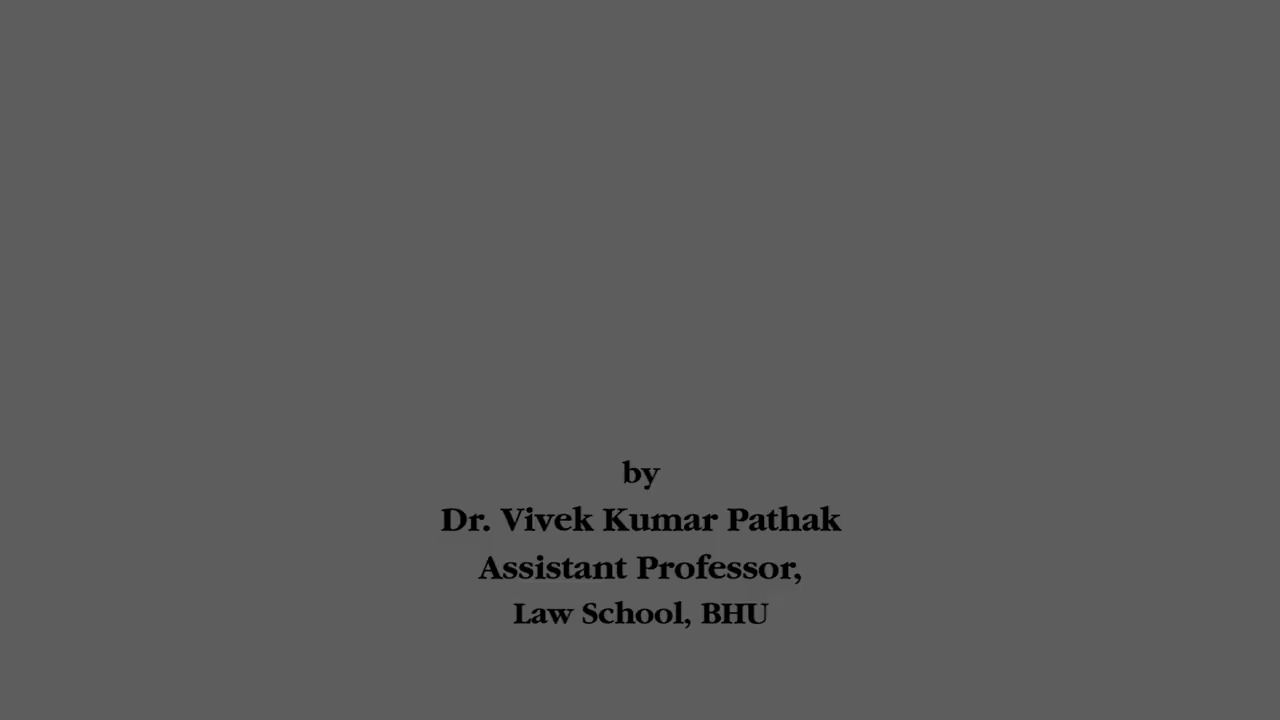 by
Dr. Vivek Kumar Pathak
Assistant Professor,
Law School, BHU